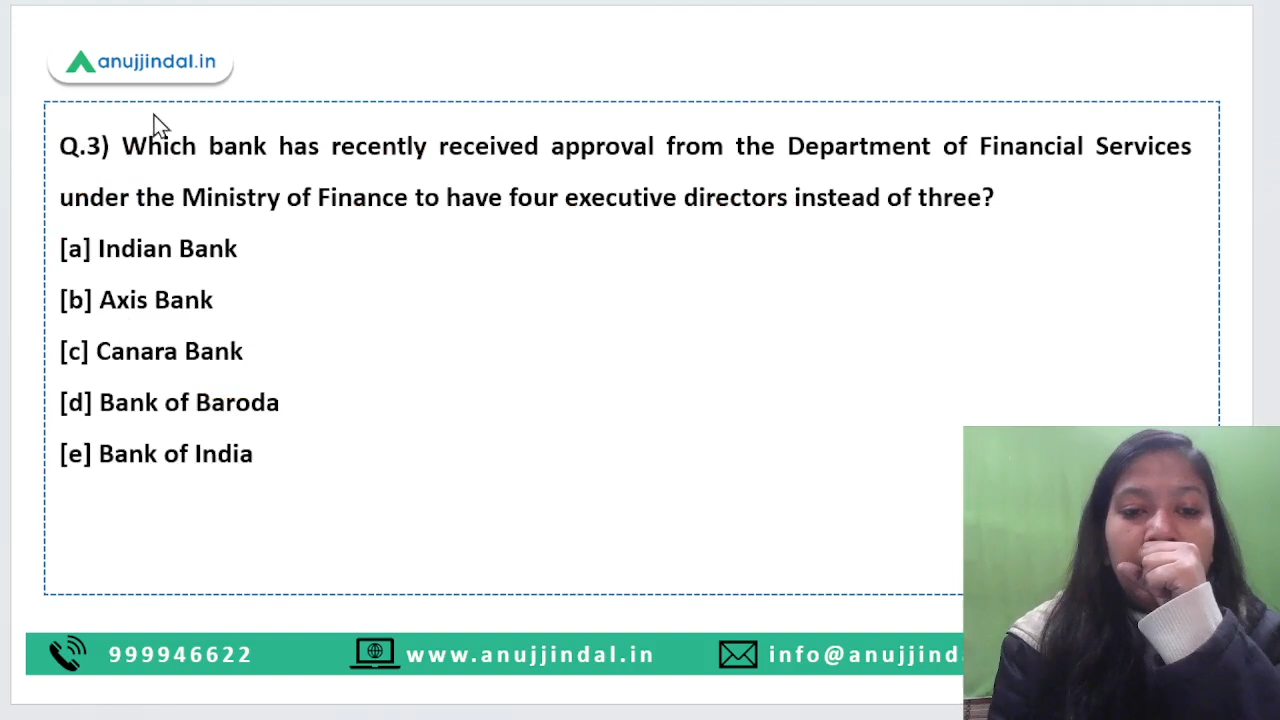 anujjindal.in
Q.3) Which bank has recently received approval from the Department of Financial Services
under the Ministry of Finance to have four executive directors instead of three?
[a] Indian Bank
[b] Axis Bank
[c] Canara Bank
[d] Bank of Baroda
[e] Bank of India
999946622 www.anujjindal.in info@anujjind